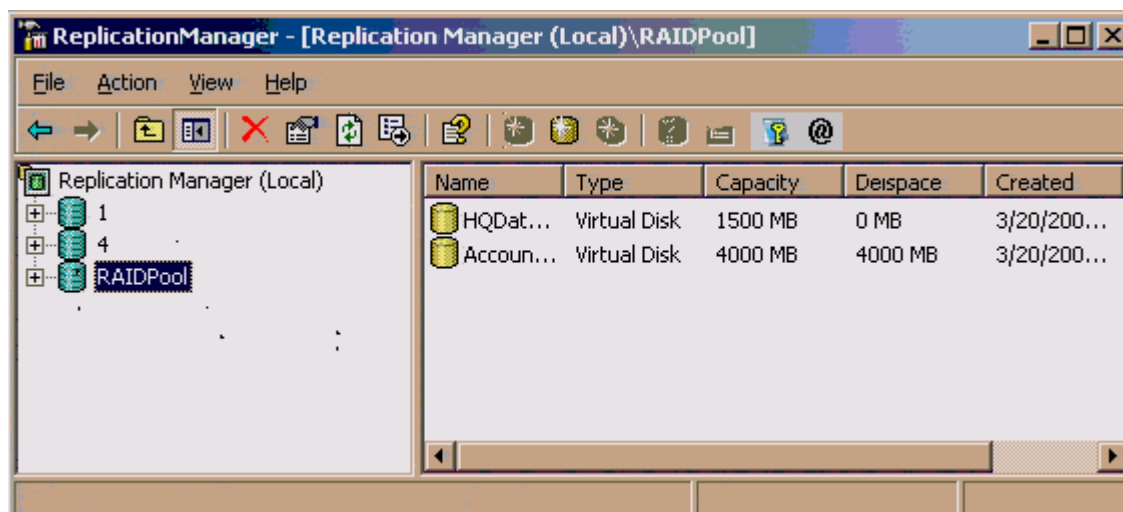 ReplicationManager - [Replication Manager (Local)\RAIDPool]
File Action View Help
Replication Manager (Local)
1
4
RAIDPool
Name Type Capacity Deispace Created
HQDat... Virtual Disk 1500 MB 0 MB 3/20/200...
Accoun... Virtual Disk 4000 MB 4000 MB 3/20/200...